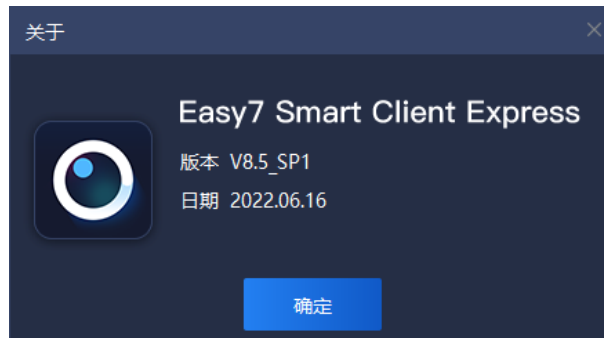 关于
Easy7 Smart Client Express
版本 V8.5_SP1
日期 2022.06.16
确定